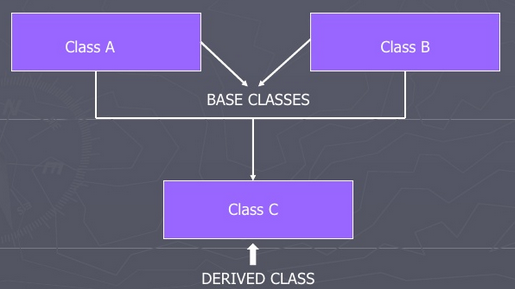 Class A
Class B
BASE CLASSES
Class C
DERIVED CLASS